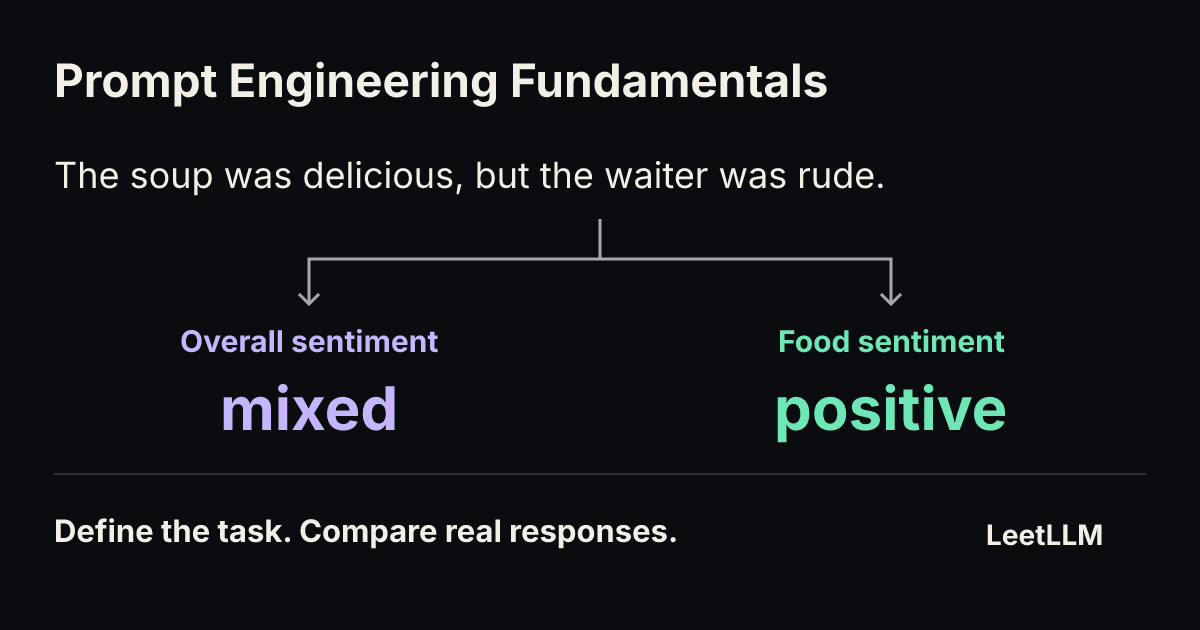 Prompt Engineering Fundamentals
The soup was delicious, but the waiter was rude.
Overall sentiment
mixed
Food sentiment
positive
Define the task. Compare real responses.
LeetLLM